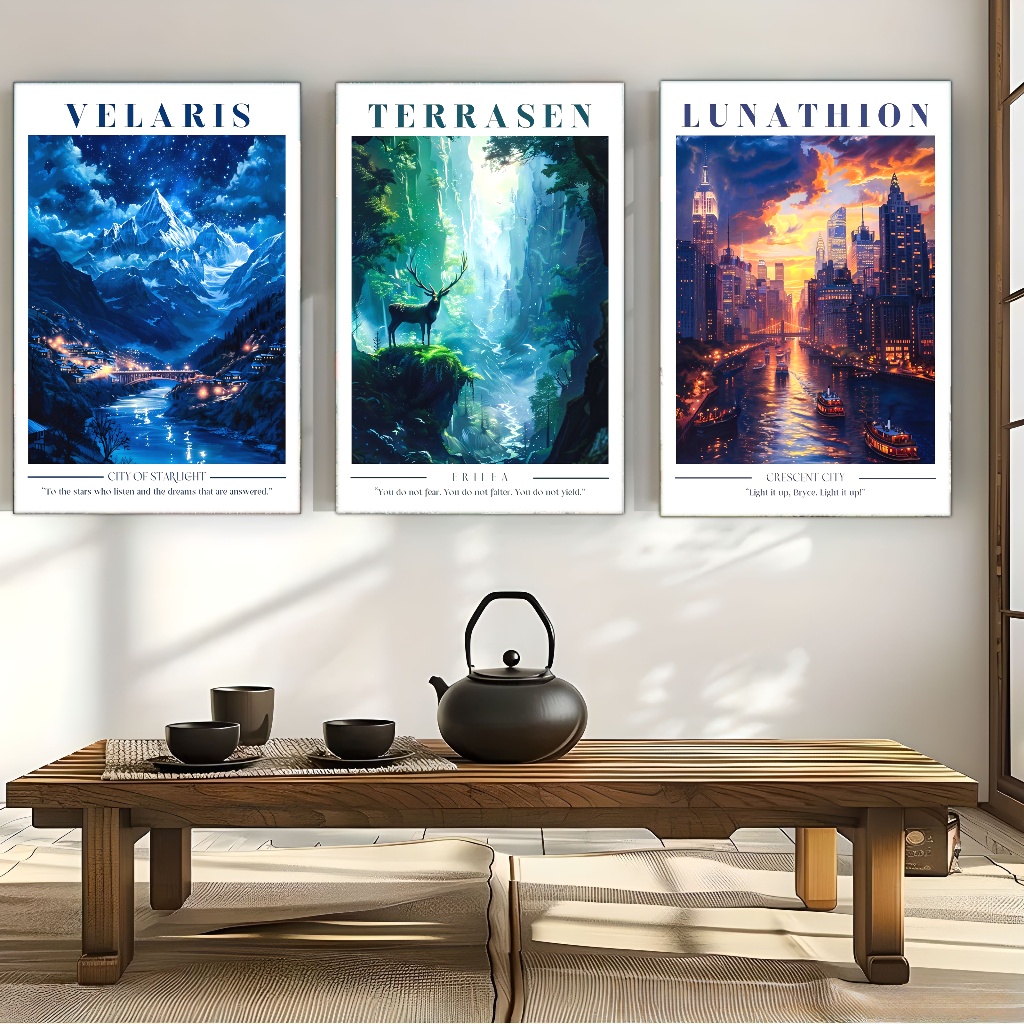 VELARIS
CITY OF STARLIGHT
"To the stars who listen and the dreams that are answered."
TERRASEN
ERILEA
"You do not fear. You do not falter. You do not yield."
LUNATHION
CRESCENT CITY
"Light it up, Bryce. Light it up!"